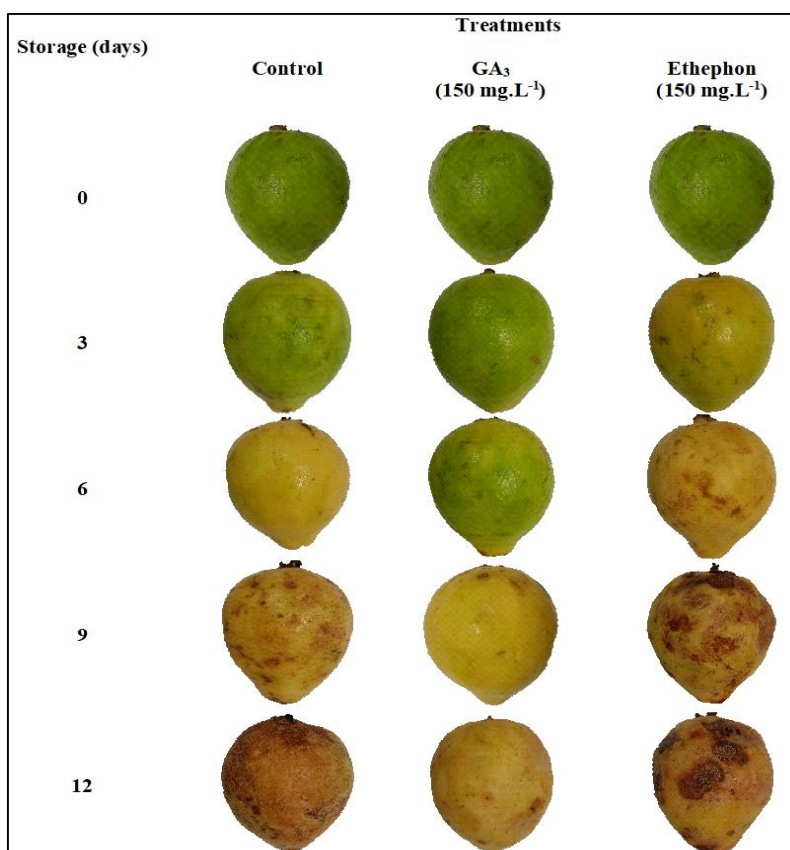 Treatments
Storage (days)
Control
GA₃
(150 mg.L⁻¹)
Ethephon
(150 mg.L⁻¹)
0
3
6
9
12